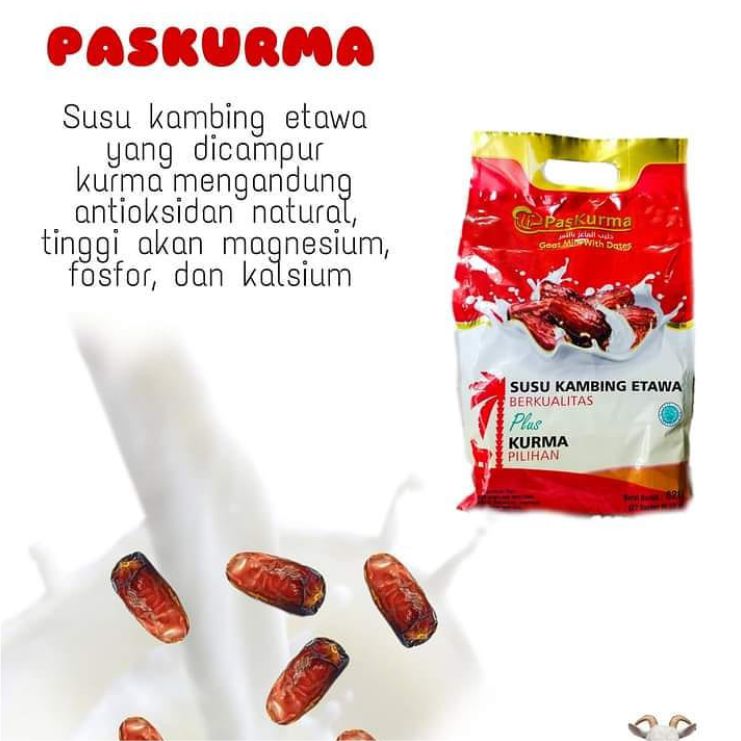 PASKURMA
Susu kambing etawa
yang dicampur
kurma mengandung
antioksidan natural,
tinggi akan magnesium,
fosfor, dan kalsium
PasKurma
Goat Milk With Dates
SUSU KAMBING ETAWA
BERKUALITAS
Plus
KURMA
PILIHAN